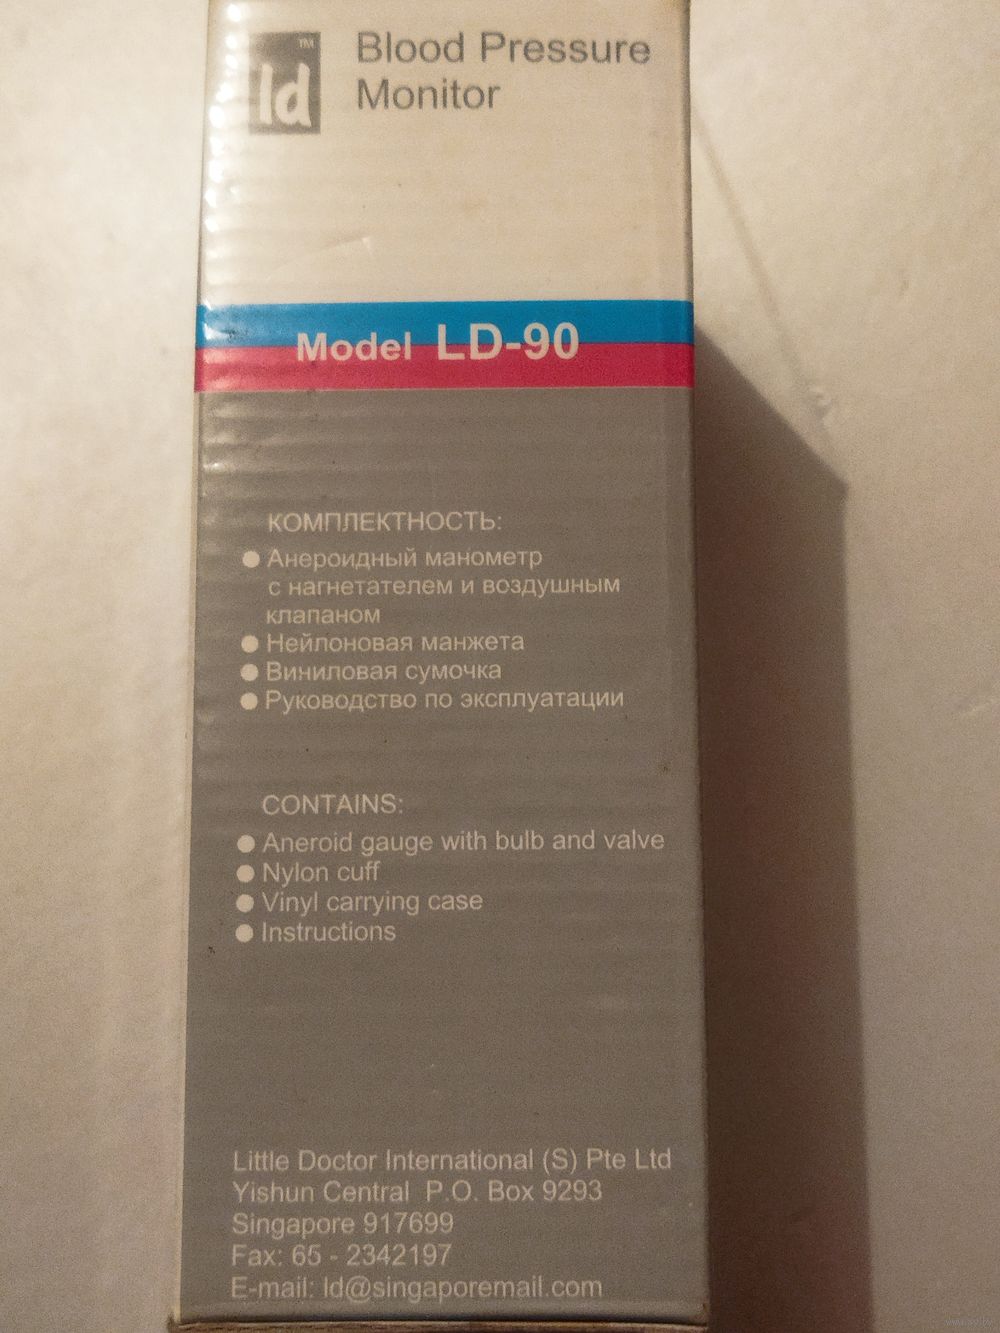 TM
ld
Blood Pressure
Monitor
Model LD-90
КОМПЛЕКТНОСТЬ:
● Анероидный манометр
с нагнетателем и воздушным
клапаном
● Нейлоновая манжета
● Виниловая сумочка
● Руководство по эксплуатации
CONTAINS:
● Aneroid gauge with bulb and valve
● Nylon cuff
● Vinyl carrying case
● Instructions
Little Doctor International (S) Pte Ltd
Yishun Central P.O. Box 9293
Singapore 917699
Fax: 65 - 2342197
E-mail: ld@singaporemail.com